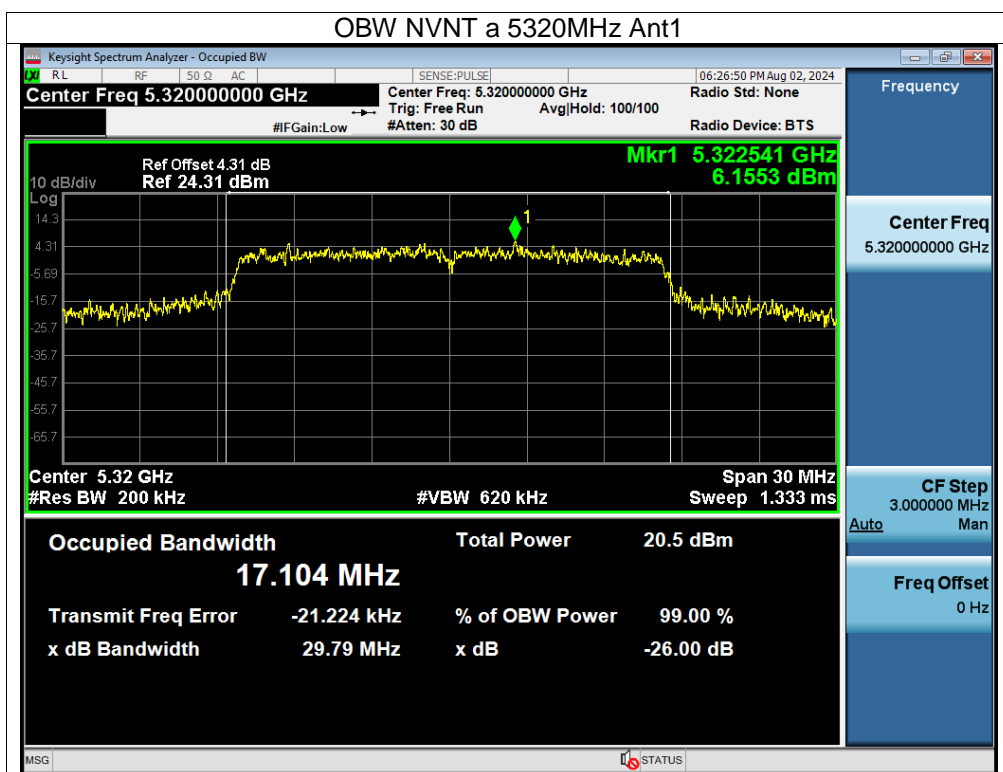 OBW NVNT a 5320MHz Ant1
Keysight Spectrum Analyzer - Occupied BW
LXI RL RF 50 Ω AC SENSE:PULSE 06:26:50 PM Aug 02, 2024
Center Freq 5.320000000 GHz
Center Freq: 5.320000000 GHz
Radio Std: None
Trig: Free Run Avg|Hold: 100/100
#IFGain:Low #Atten: 30 dB
Radio Device: BTS
Mkr1 5.322541 GHz
6.1553 dBm
Ref Offset 4.31 dB
10 dB/div Ref 24.31 dBm
Log
14.3
4.31
-5.69
-15.7
-25.7
-35.7
-45.7
-55.7
-65.7
1
Center 5.32 GHz Span 30 MHz
#Res BW 200 kHz #VBW 620 kHz Sweep 1.333 ms
Occupied Bandwidth Total Power 20.5 dBm
17.104 MHz
Transmit Freq Error -21.224 kHz % of OBW Power 99.00 %
x dB Bandwidth 29.79 MHz x dB -26.00 dB
Frequency
Center Freq
5.320000000 GHz
CF Step
3.000000 MHz
Auto Man
Freq Offset
0 Hz
MSG STATUS